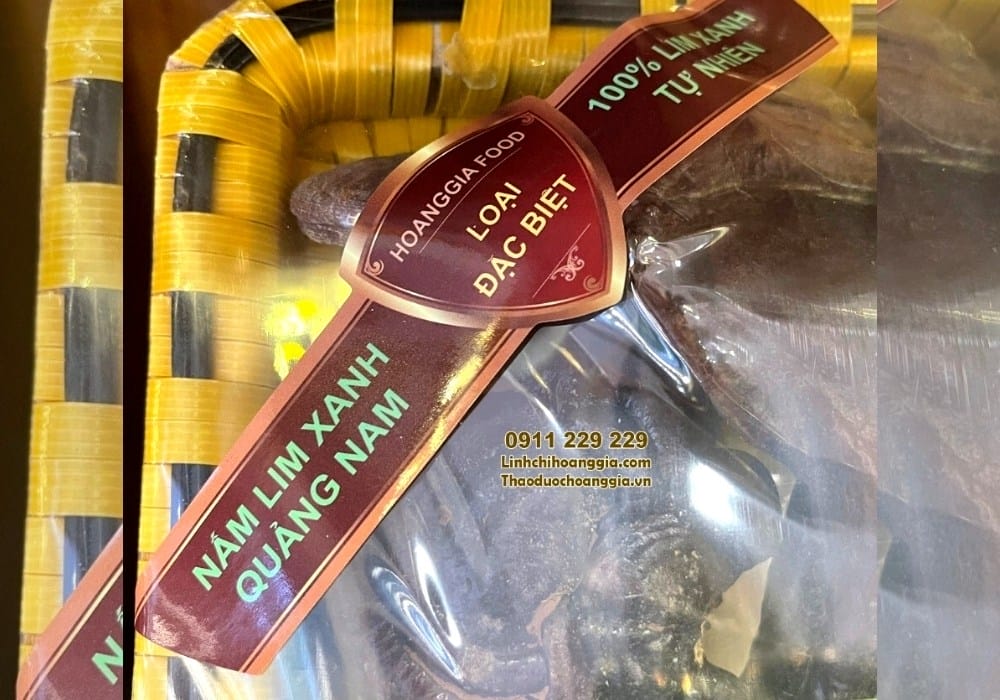 100% LIM XANH
TỰ NHIÊN
HOANGGIA FOOD
LOẠI
ĐẶC BIỆT
NẤM LIM XANH
QUẢNG NAM
0911 229 229
Linhchihoanggia.com
Thaoduochoanggia.vn